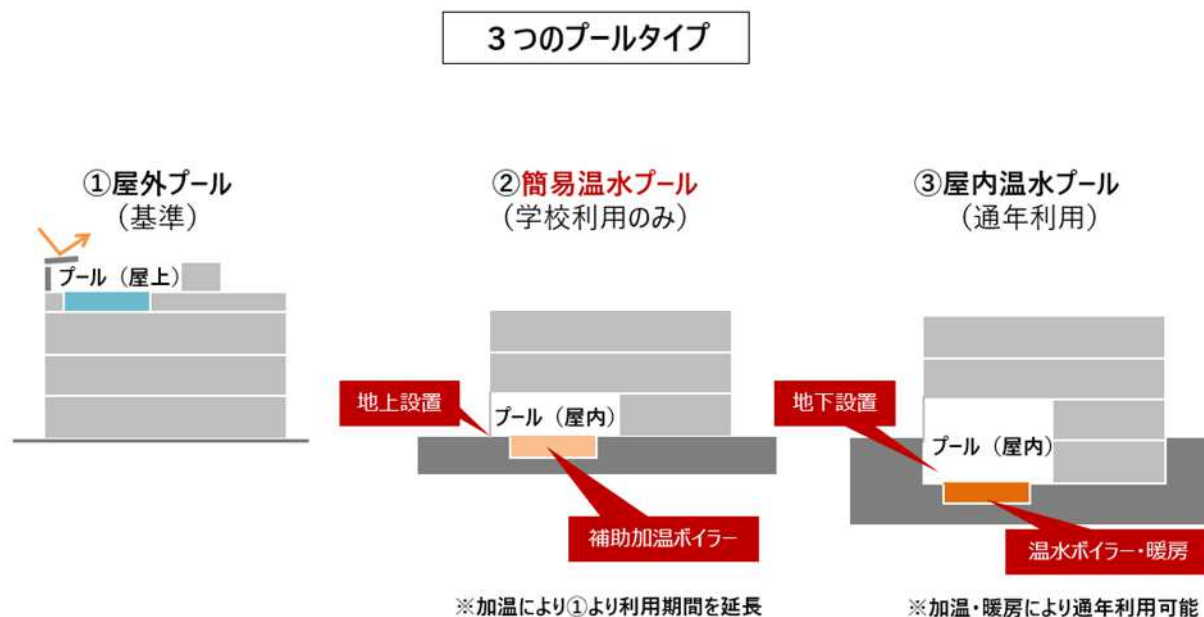 3つのプールタイプ
①屋外プール
(基準)
プール(屋上)
②簡易温水プール
(学校利用のみ)
地上設置
プール(屋内)
補助加温ボイラー
※加温により①より利用期間を延長
③屋内温水プール
(通年利用)
地下設置
プール(屋内)
温水ボイラー・暖房
※加温・暖房により通年利用可能